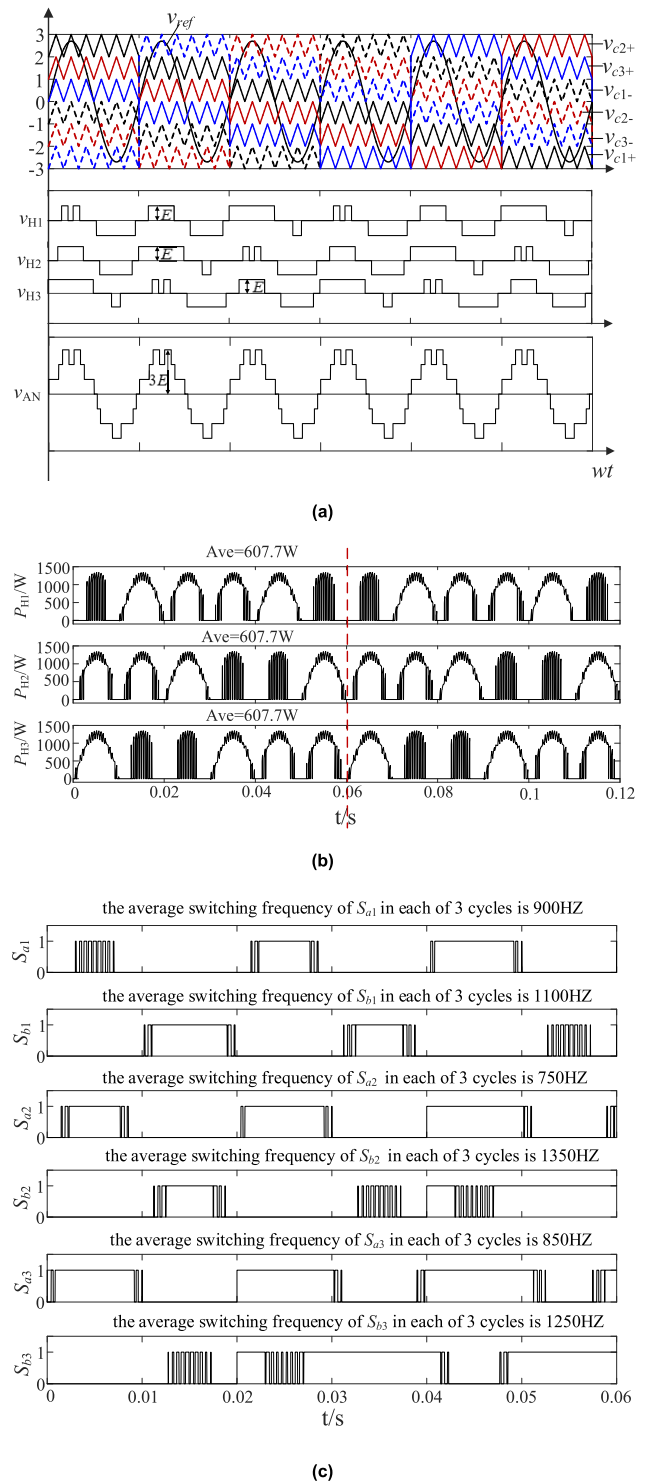 v_ref
3
2
1
0
-1
-2
-3
v_c2+
v_c3+
v_c1-
v_c2-
v_c3-
v_c1+
v_H1
E
v_H2
E
v_H3
E
v_AN
3E
wt
(a)
Ave=607.7W
P_H1/W
1500
1000
500
0
Ave=607.7W
P_H2/W
1500
1000
500
0
Ave=607.7W
P_H3/W
1500
1000
500
0
0 0.02 0.04 0.06 0.08 0.1 0.12
t/s
(b)
the average switching frequency of S_a1 in each of 3 cycles is 900HZ
S_a1
1
0
the average switching frequency of S_b1 in each of 3 cycles is 1100HZ
S_b1
1
0
the average switching frequency of S_a2 in each of 3 cycles is 750HZ
S_a2
1
0
the average switching frequency of S_b2 in each of 3 cycles is 1350HZ
S_b2
1
0
the average switching frequency of S_a3 in each of 3 cycles is 850HZ
S_a3
1
0
the average switching frequency of S_b3 in each of 3 cycles is 1250HZ
S_b3
1
0
0 0.01 0.02 0.03 0.04 0.05 0.06
t/s
(c)